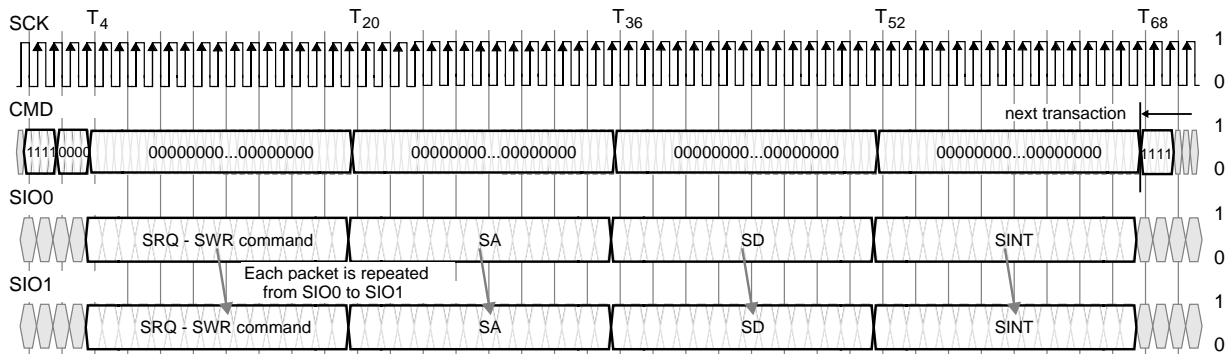 SCK T4 T20 T36 T52 T68
1
0
CMD next transaction
1
1111 0000 00000000...00000000 00000000...00000000 00000000...00000000 00000000...00000000 1111
0
SIO0
1
SRQ - SWR command SA SD SINT
0
Each packet is repeated
from SIO0 to SIO1
SIO1
1
SRQ - SWR command SA SD SINT
0